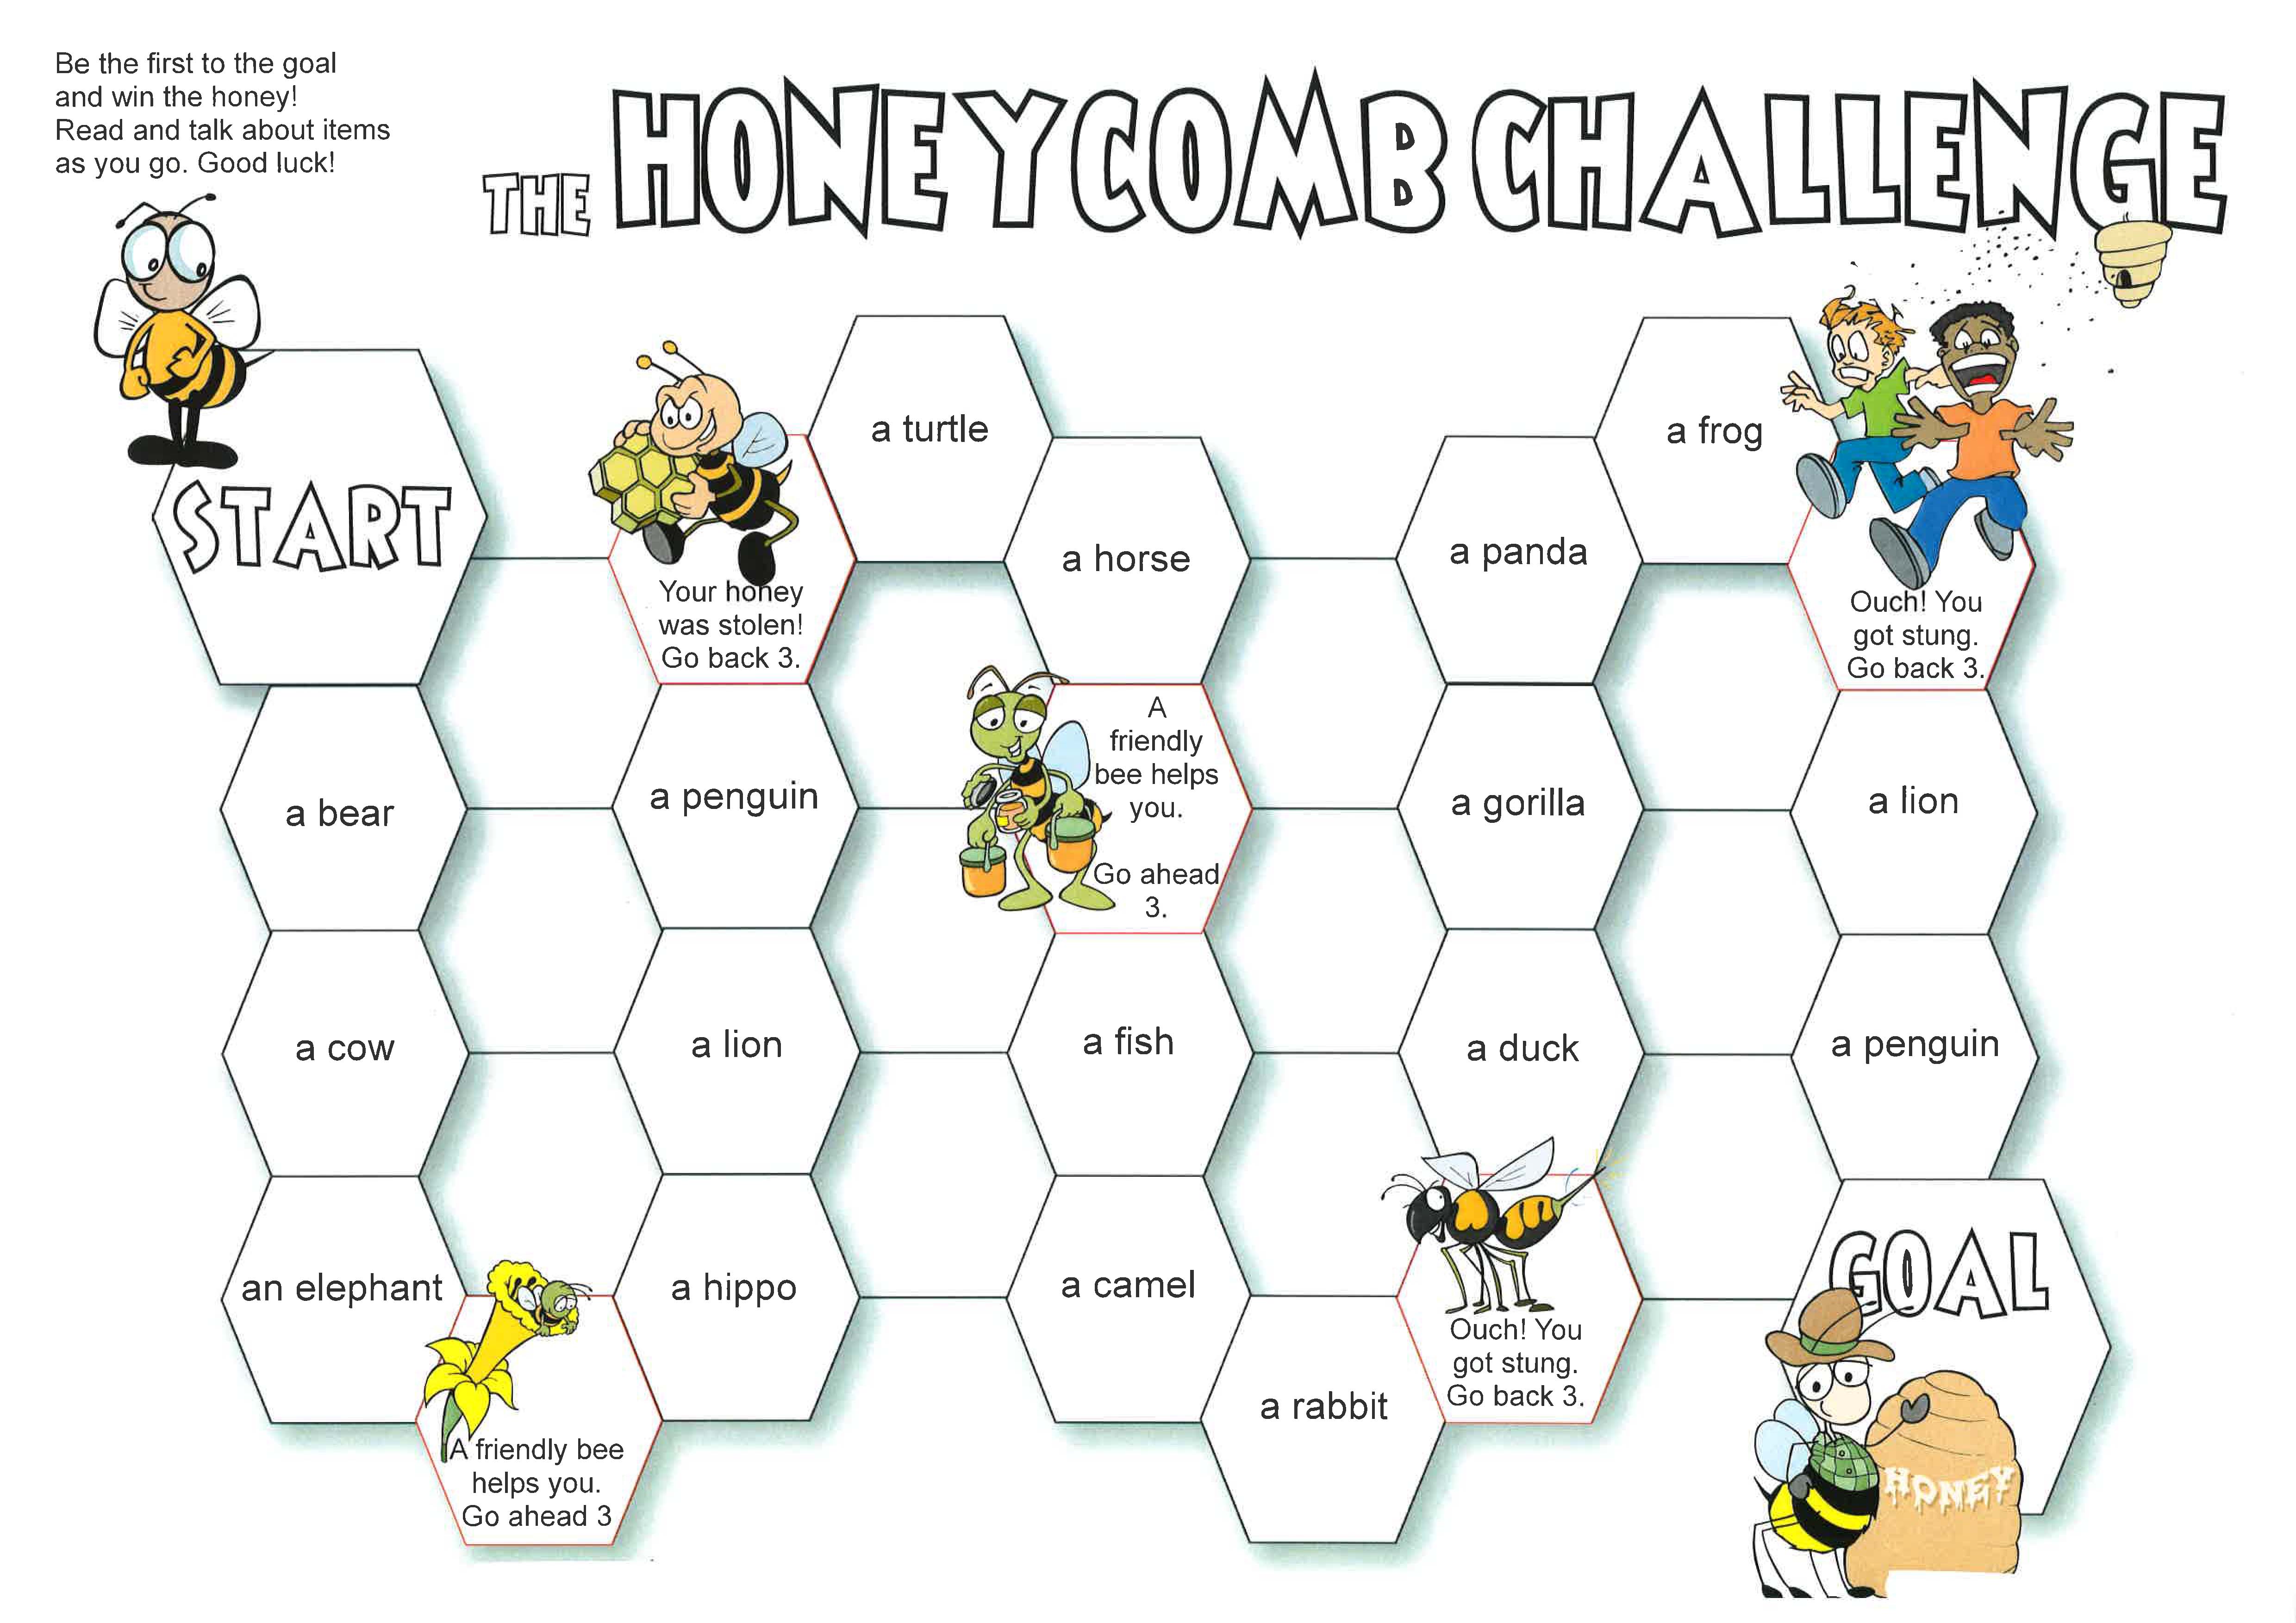 Be the first to the goal
and win the honey!
Read and talk about items
as you go. Good luck!
THE HONEYCOMB CHALLENGE
START
a bear
a cow
an elephant
A friendly bee
helps you.
Go ahead 3
a hippo
a lion
a penguin
Your honey
was stolen!
Go back 3.
a turtle
a horse
A
friendly
bee helps
you.
Go ahead
3.
a fish
a camel
a rabbit
Ouch! You
got stung.
Go back 3.
a duck
a gorilla
a panda
a frog
Ouch! You
got stung.
Go back 3.
a lion
a penguin
GOAL
HONEY